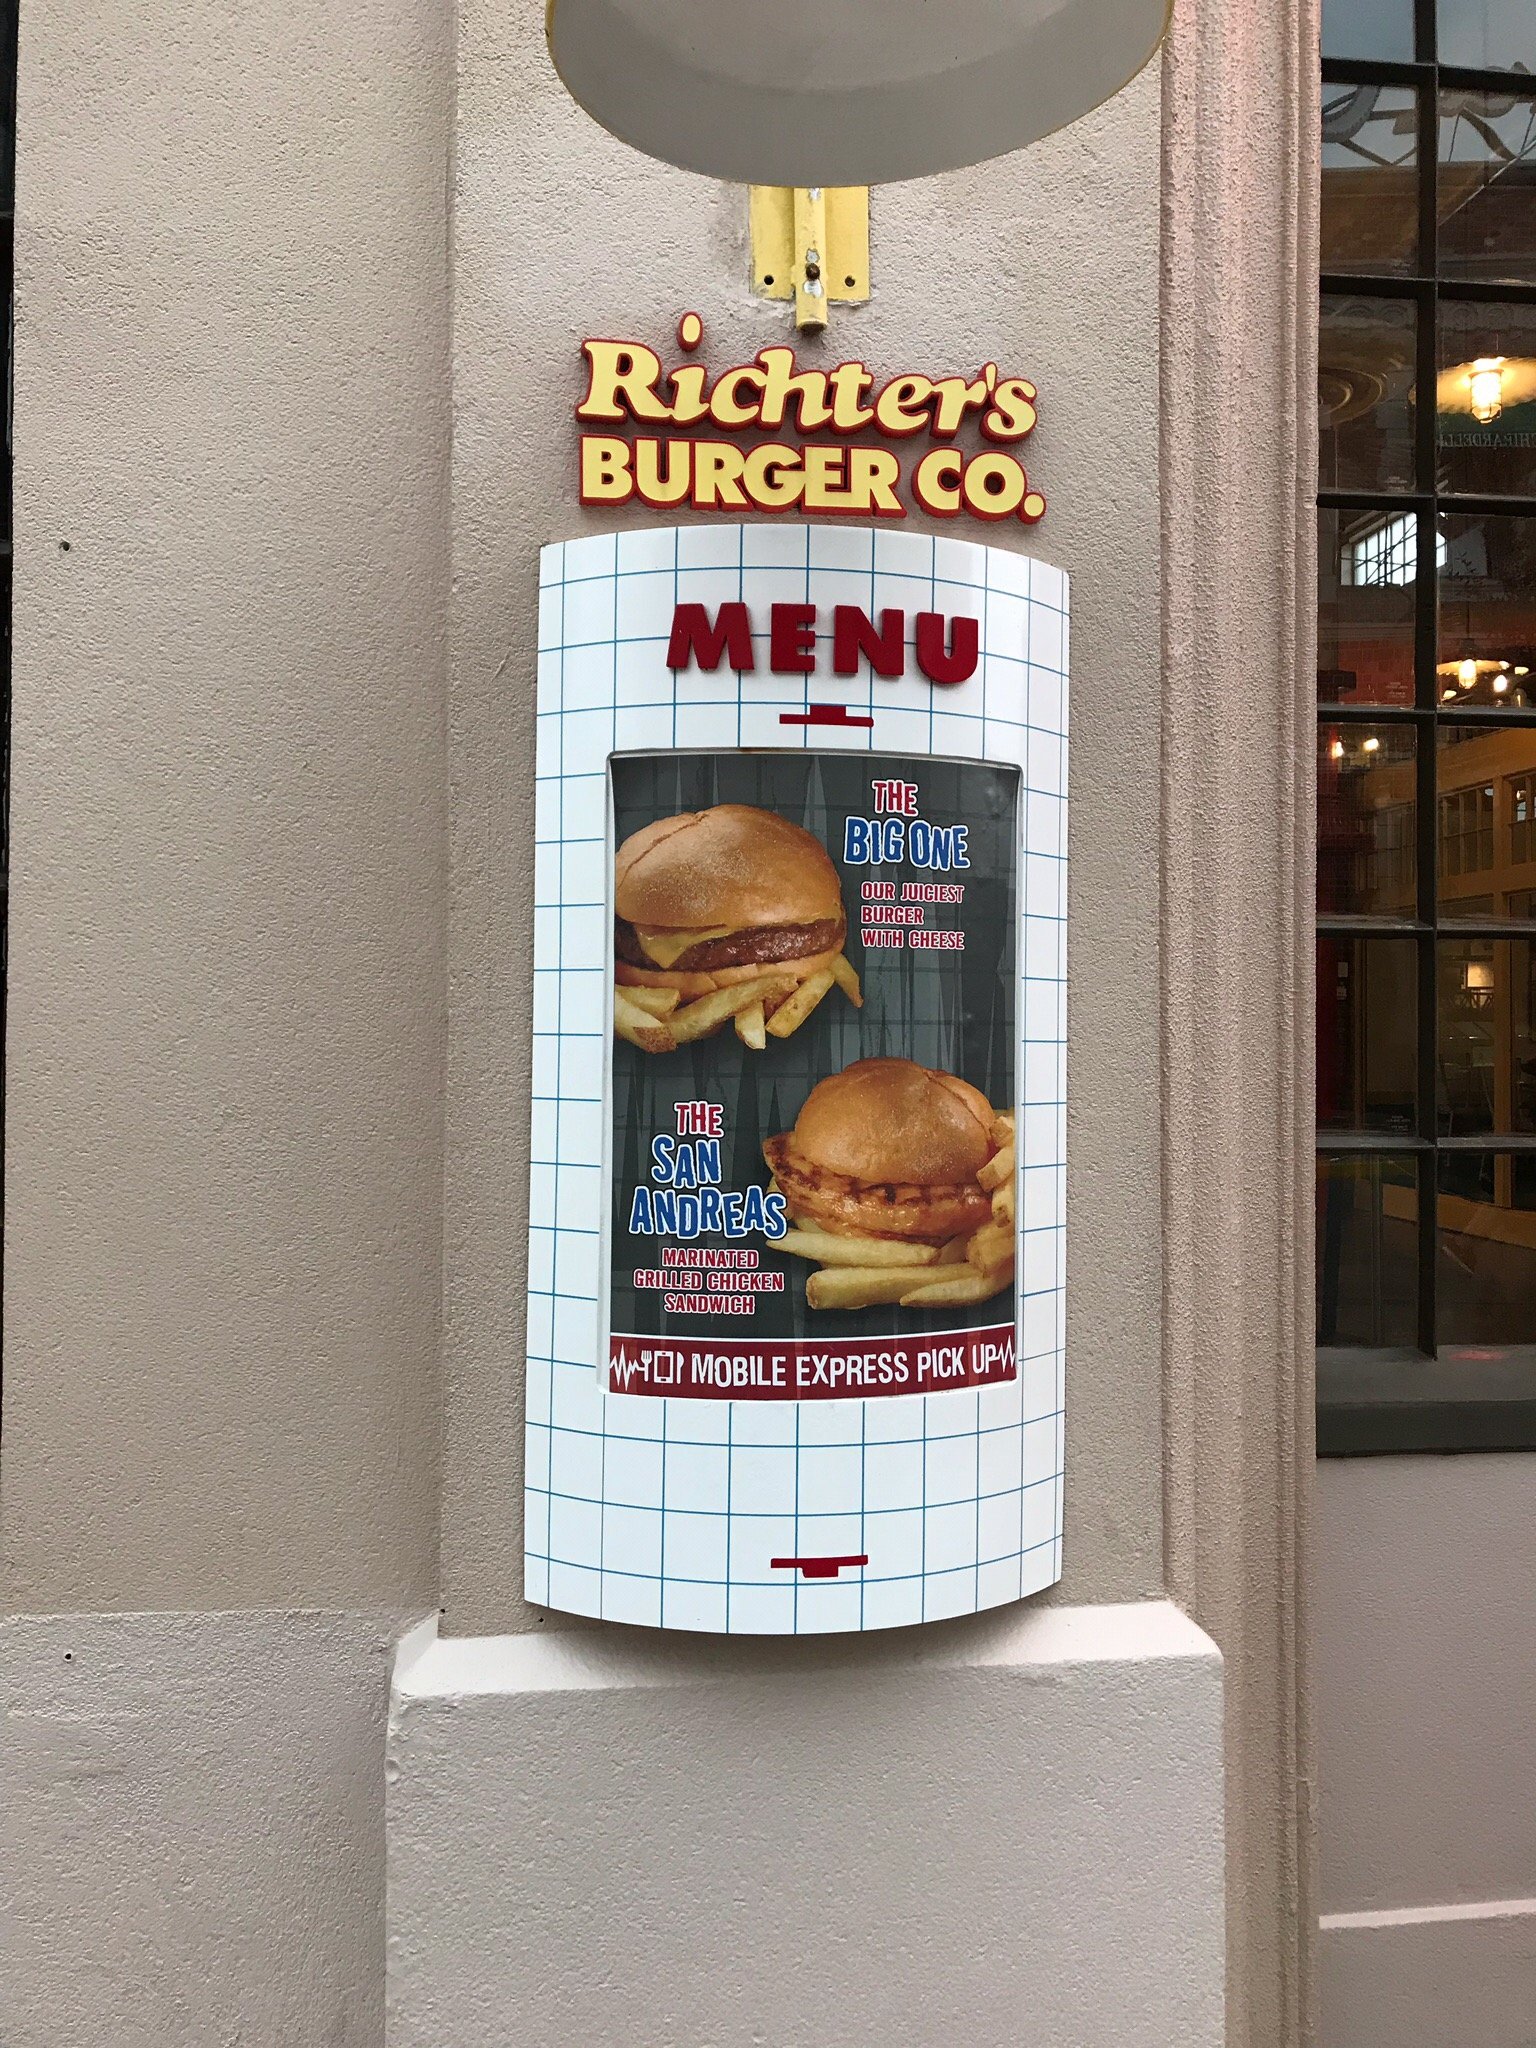 Richter's
BURGER CO.
MENU
THE
BIG ONE
OUR JUICIEST
BURGER
WITH CHEESE
THE
SAN
ANDREAS
MARINATED
GRILLED CHICKEN
SANDWICH
MOBILE EXPRESS PICK UP